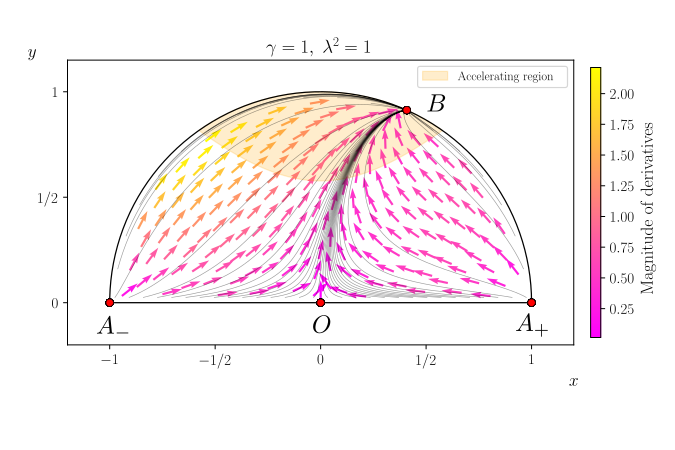 γ = 1, λ² = 1
y
Accelerating region
B
1
1/2
0
A₋
O
A₊
−1
−1/2
0
1/2
1
x
2.00
1.75
1.50
1.25
1.00
0.75
0.50
0.25
Magnitude of derivatives